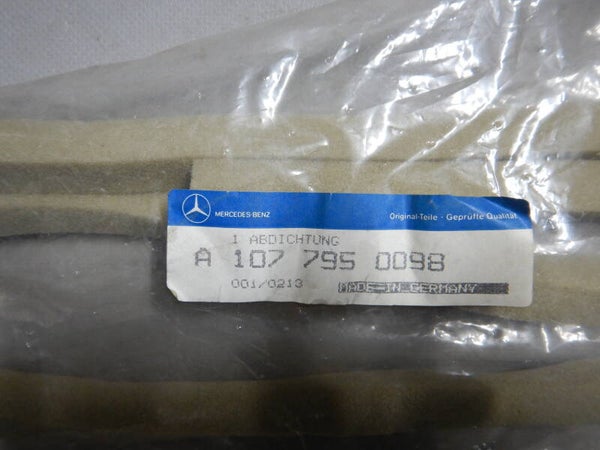 MERCEDES-BENZ
Original-Teile - Geprüfte Qualität
1 ABDICHTUNG
A 107 795 0098
001/0213 MADE-IN GERMANY